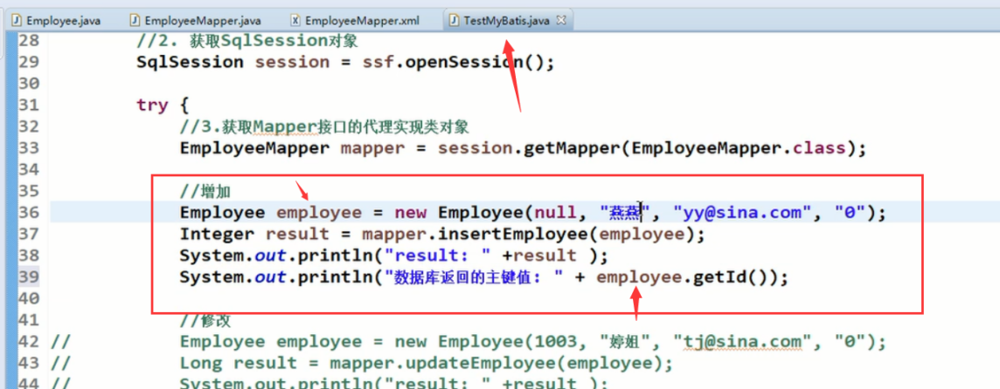 Employee.java EmployeeMapper.java EmployeeMapper.xml TestMyBatis.java
28 //2. 获取SqlSession对象
29 SqlSession session = ssf.openSession();
30
31 try {
32 //3.获取Mapper接口的代理实现类对象
33 EmployeeMapper mapper = session.getMapper(EmployeeMapper.class);
34
35 //增加
36 Employee employee = new Employee(null, "燕燕", "yy@sina.com", "0");
37 Integer result = mapper.insertEmployee(employee);
38 System.out.println("result: " +result );
39 System.out.println("数据库返回的主键值: " + employee.getId());
40
41 //修改
42 // Employee employee = new Employee(1003, "婷姐", "tj@sina.com", "0");
43 // Long result = mapper.updateEmployee(employee);
44 // System.out.println("result: " +result );